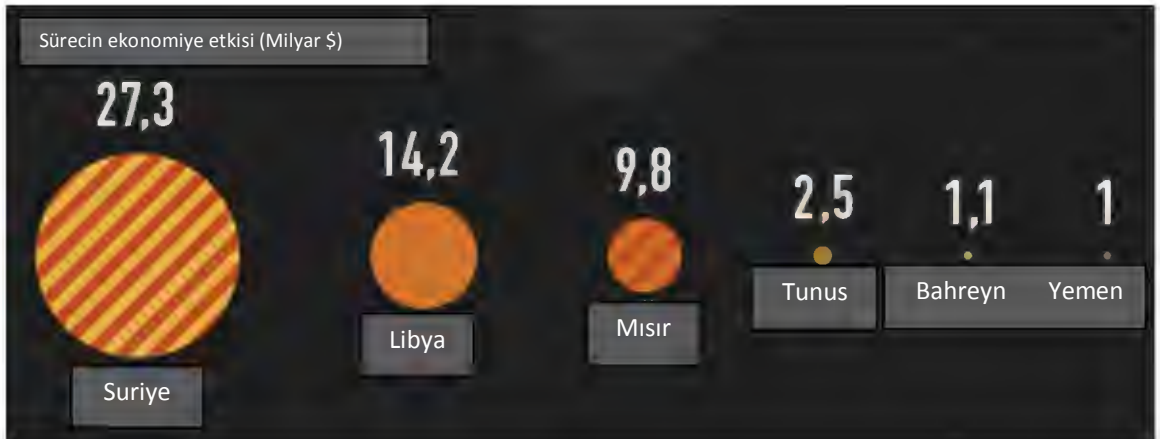 Sürecin ekonomiye etkisi (Milyar $)
27,3
14,2
9,8
2,5
1,1
1
Suriye
Libya
Mısır
Tunus
Bahreyn
Yemen